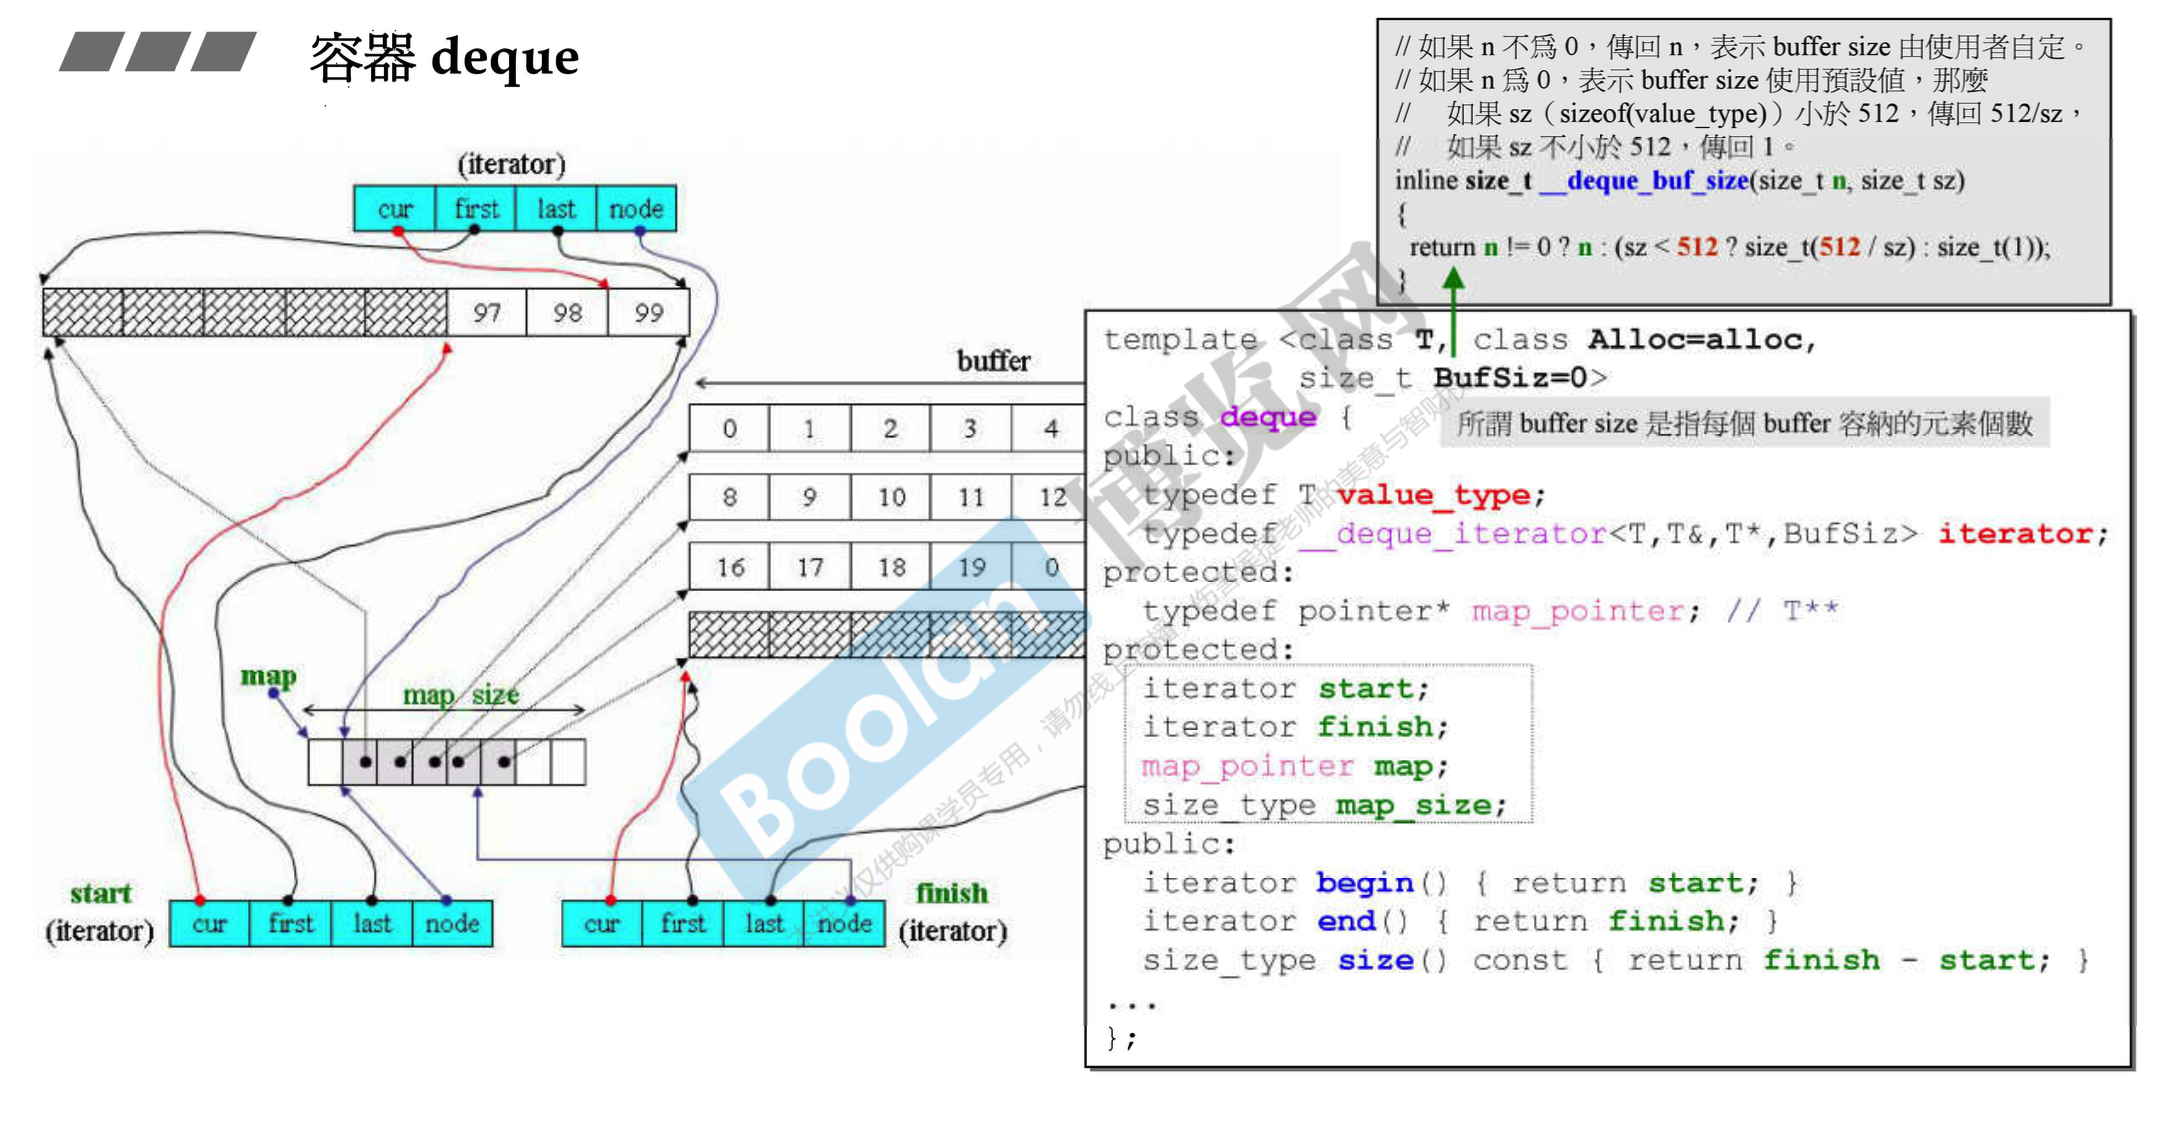 容器 deque
// 如果 n 不為 0，傳回 n，表示 buffer size 由使用者自定。
// 如果 n 為 0，表示 buffer size 使用預設值，那麼
// 如果 sz（sizeof(value_type)）小於 512，傳回 512/sz，
// 如果 sz 不小於 512，傳回 1。
inline size_t __deque_buf_size(size_t n, size_t sz)
{
return n != 0 ? n : (sz < 512 ? size_t(512 / sz) : size_t(1));
}
(iterator)
cur first last node
97 98 99
buffer
0 1 2 3 4
8 9 10 11 12
16 17 18 19 0
map
map size
start
(iterator)
cur first last node
cur first last node
finish
(iterator)
template <class T, class Alloc=alloc,
size_t BufSiz=0>
class deque {
所謂 buffer size 是指每個 buffer 容納的元素個數
public:
typedef T value_type;
typedef __deque_iterator<T,T&,T*,BufSiz> iterator;
protected:
typedef pointer* map_pointer; // T**
protected:
iterator start;
iterator finish;
map_pointer map;
size_type map_size;
public:
iterator begin() { return start; }
iterator end() { return finish; }
size_type size() const { return finish - start; }
...
};
Boolan 博览网